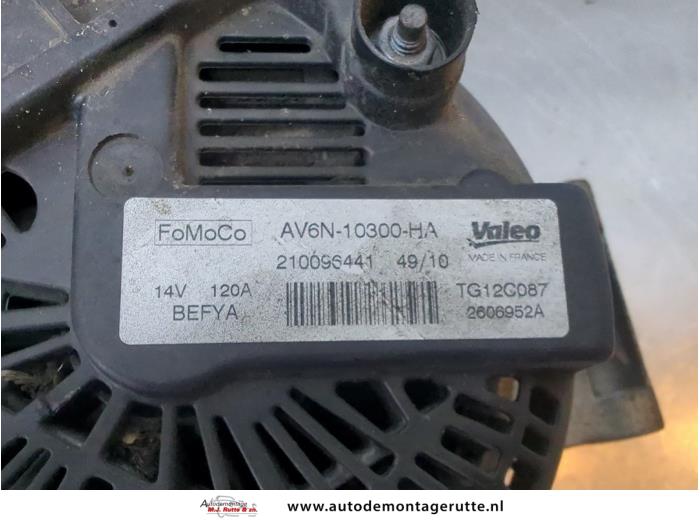 FoMoCo AV6N-10300-HA Valeo
210096441 49/10 MADE IN FRANCE
14V 120A TG12C087
BEFYA 2606952A
Autodemontage
M.J. Rutte & zn.
www.autodemontagerutte.nl